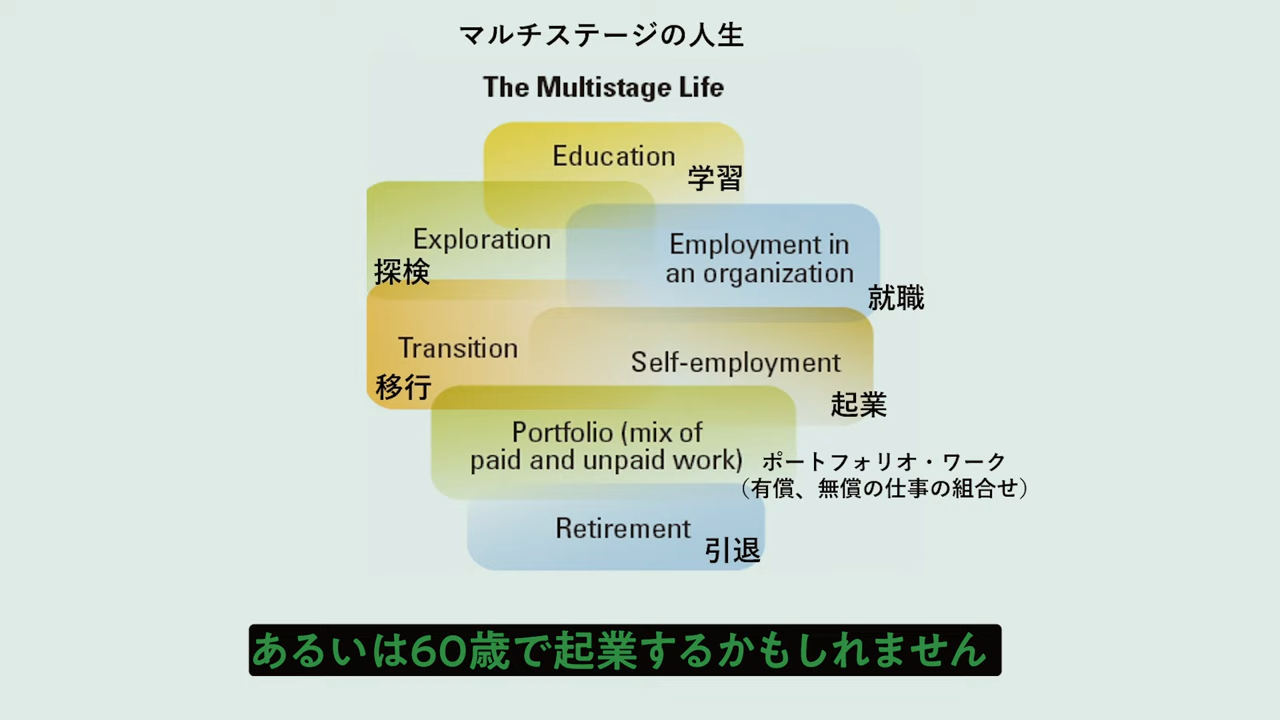 マルチステージの人生
The Multistage Life
Education
学習
Exploration
探検
Employment in
an organization
就職
Transition
移行
Self-employment
起業
Portfolio (mix of
paid and unpaid work)
ポートフォリオ・ワーク
（有償、無償の仕事の組合せ）
Retirement
引退
あるいは60歳で起業するかもしれません